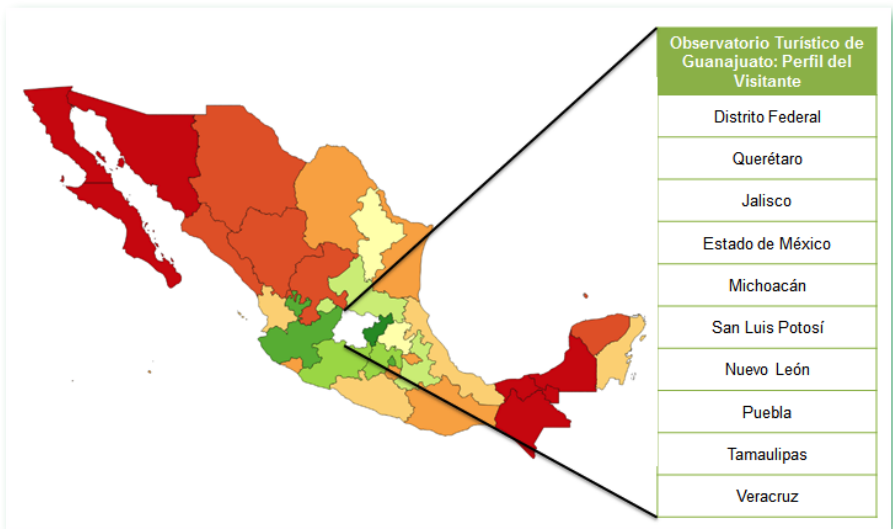 Observatorio Turístico de
Guanajuato: Perfil del
Visitante
Distrito Federal
Querétaro
Jalisco
Estado de México
Michoacán
San Luis Potosí
Nuevo León
Puebla
Tamaulipas
Veracruz